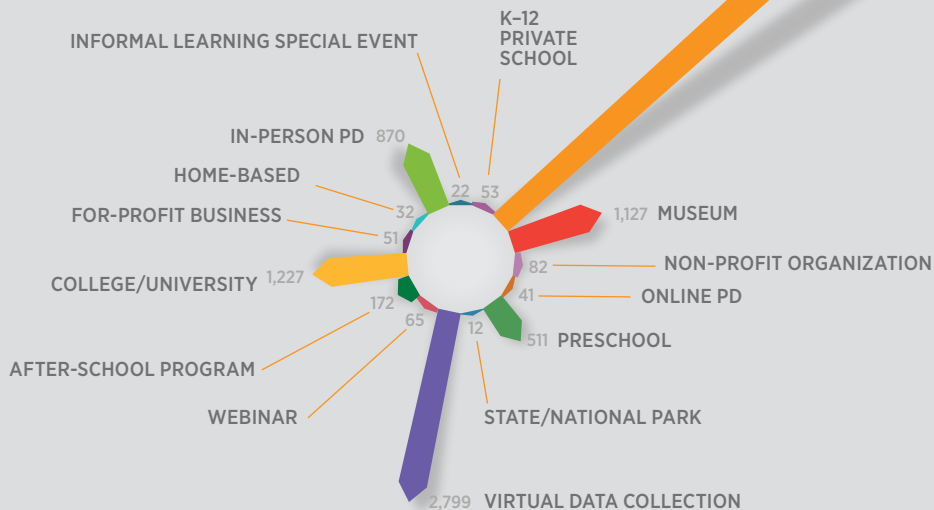 K–12
PRIVATE
SCHOOL
INFORMAL LEARNING SPECIAL EVENT
IN-PERSON PD 870
HOME-BASED
22 53
32
FOR-PROFIT BUSINESS
1,127 MUSEUM
51
82 NON-PROFIT ORGANIZATION
COLLEGE/UNIVERSITY 1,227
41 ONLINE PD
172
65
12
511 PRESCHOOL
AFTER-SCHOOL PROGRAM
WEBINAR
STATE/NATIONAL PARK
2,799 VIRTUAL DATA COLLECTION